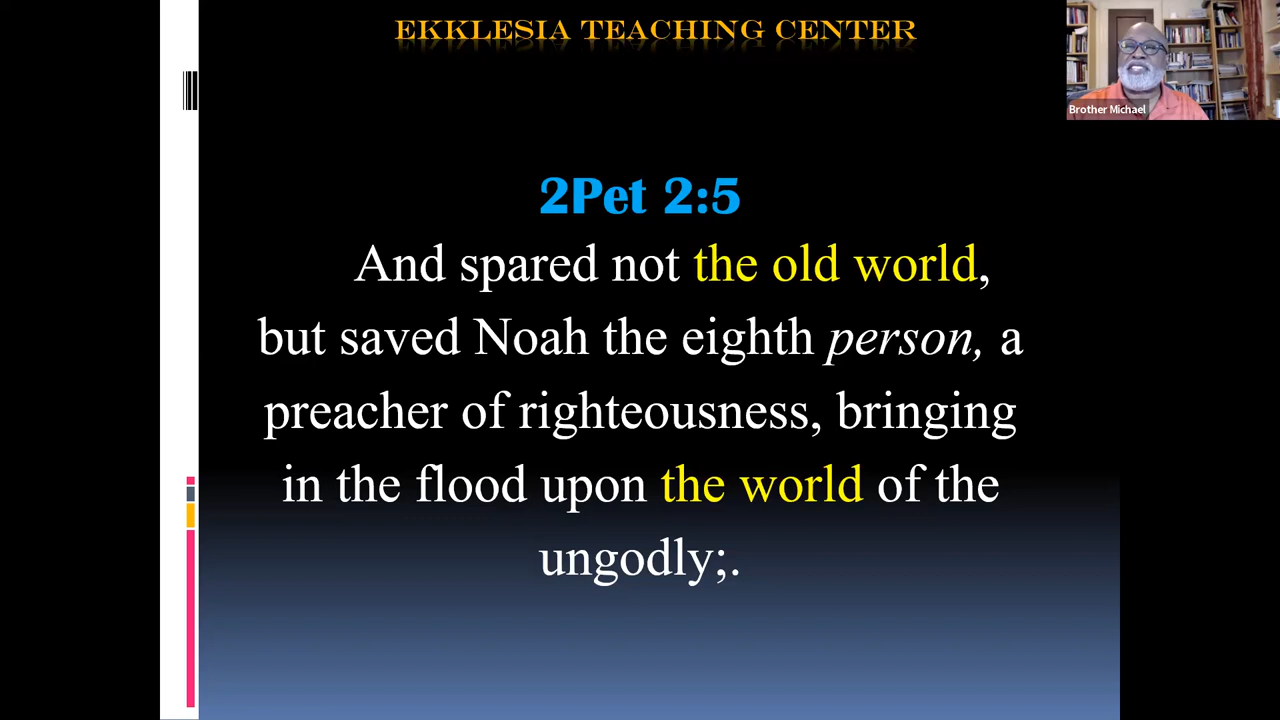 EKKLESIA TEACHING CENTER
Brother Michael
2Pet 2:5
And spared not the old world,
but saved Noah the eighth person, a
preacher of righteousness, bringing
in the flood upon the world of the
ungodly;.